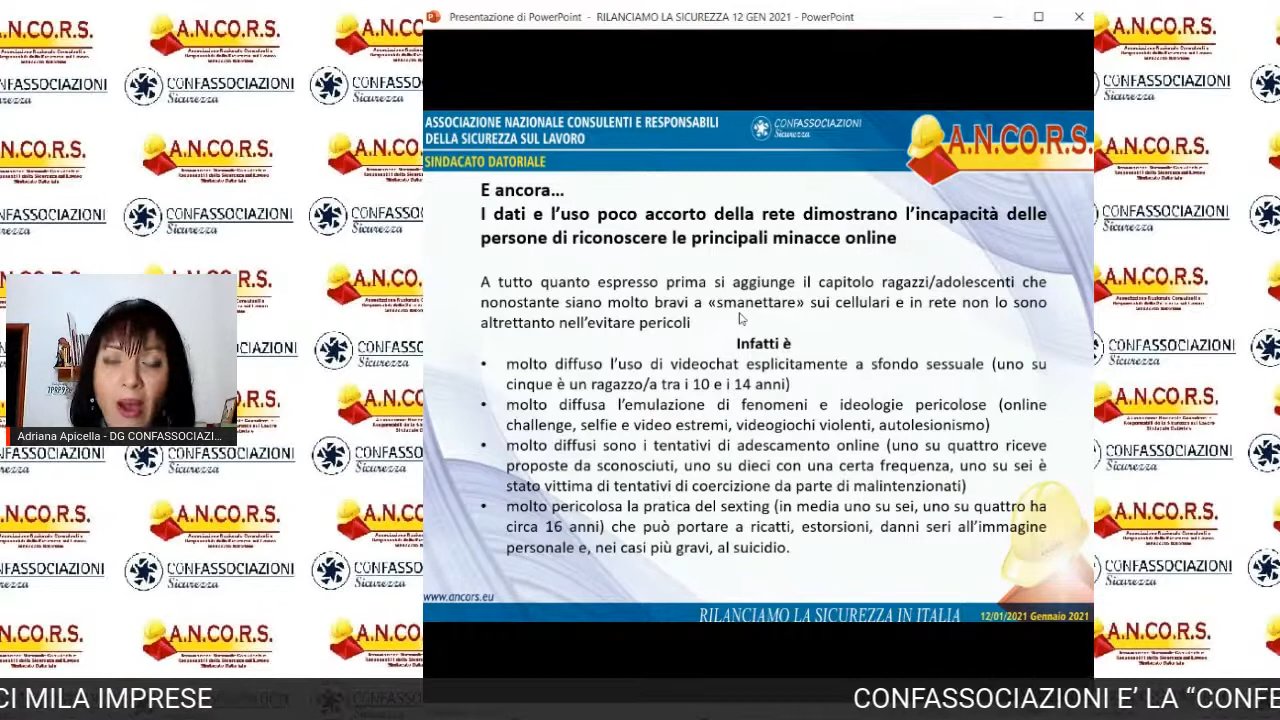 Presentazione di PowerPoint - RILANCIAMO LA SICUREZZA 12 GEN 2021 - PowerPoint
ASSOCIAZIONE NAZIONALE CONSULENTI E RESPONSABILI
DELLA SICUREZZA SUL LAVORO
SINDACATO DATORIALE
CONFASSOCIAZIONI
Sicurezza
A.N.CO.R.S.
E ancora...
I dati e l’uso poco accorto della rete dimostrano l’incapacità delle
persone di riconoscere le principali minacce online
A tutto quanto espresso prima si aggiunge il capitolo ragazzi/adolescenti che
nonostante siano molto bravi a «smanettare» sui cellulari e in rete non lo sono
altrettanto nell’evitare pericoli
Infatti è
• molto diffuso l’uso di videochat esplicitamente a sfondo sessuale (uno su
cinque è un ragazzo/a tra i 10 e i 14 anni)
• molto diffusa l’emulazione di fenomeni e ideologie pericolose (online
challenge, selfie e video estremi, videogiochi violenti, autolesionismo)
• molto diffusi sono i tentativi di adescamento online (uno su quattro riceve
proposte da sconosciuti, uno su dieci con una certa frequenza, uno su sei è
stato vittima di tentativi di coercizione da parte di malintenzionati)
• molto pericolosa la pratica del sexting (in media uno su sei, uno su quattro ha
circa 16 anni) che può portare a ricatti, estorsioni, danni seri all’immagine
personale e, nei casi più gravi, al suicidio.
www.ancors.eu
RILANCIAMO LA SICUREZZA IN ITALIA
12/01/2021 Gennaio 2021
Adriana Apicella - DG CONFASSOCIAZI...
CI MILA IMPRESE
CONFASSOCIAZIONI E’ LA “CONFE